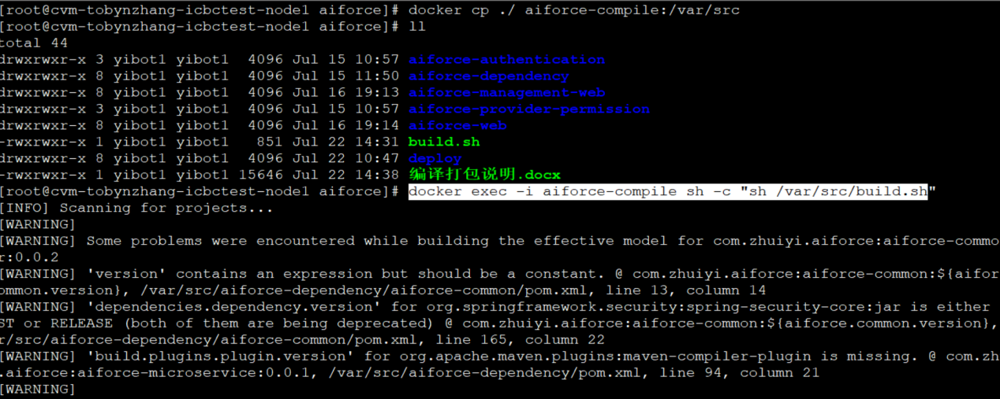 [root@cvm-tobynzhang-icbctest-node1 aiforce]# docker cp ./ aiforce-compile:/var/src
[root@cvm-tobynzhang-icbctest-node1 aiforce]# ll
total 44
drwxrwxr-x 3 yibot1 yibot1  4096 Jul 15 10:57 aiforce-authentication
drwxrwxr-x 8 yibot1 yibot1  4096 Jul 15 11:50 aiforce-dependency
drwxrwxr-x 8 yibot1 yibot1  4096 Jul 16 19:13 aiforce-management-web
drwxrwxr-x 3 yibot1 yibot1  4096 Jul 15 10:57 aiforce-provider-permission
drwxrwxr-x 8 yibot1 yibot1  4096 Jul 16 19:14 aiforce-web
-rwxrwxr-x 1 yibot1 yibot1   851 Jul 22 14:31 build.sh
drwxrwxr-x 8 yibot1 yibot1  4096 Jul 22 10:47 deploy
-rwxrwxr-x 1 yibot1 yibot1 15646 Jul 22 14:38 编译打包说明.docx
[root@cvm-tobynzhang-icbctest-node1 aiforce]# docker exec -i aiforce-compile sh -c "sh /var/src/build.sh"
[INFO] Scanning for projects...
[WARNING]
[WARNING] Some problems were encountered while building the effective model for com.zhuiyi.aiforce:aiforce-commo
r:0.0.2
[WARNING] 'version' contains an expression but should be a constant. @ com.zhuiyi.aiforce:aiforce-common:${aifor
ommon.version}, /var/src/aiforce-dependency/aiforce-common/pom.xml, line 13, column 14
[WARNING] 'dependencies.dependency.version' for org.springframework.security:spring-security-core:jar is either
ST or RELEASE (both of them are being deprecated) @ com.zhuiyi.aiforce:aiforce-common:${aiforce.common.version},
r/src/aiforce-dependency/aiforce-common/pom.xml, line 165, column 22
[WARNING] 'build.plugins.plugin.version' for org.apache.maven.plugins:maven-compiler-plugin is missing. @ com.zh
.aiforce:aiforce-microservice:0.0.1, /var/src/aiforce-dependency/pom.xml, line 94, column 21
[WARNING]